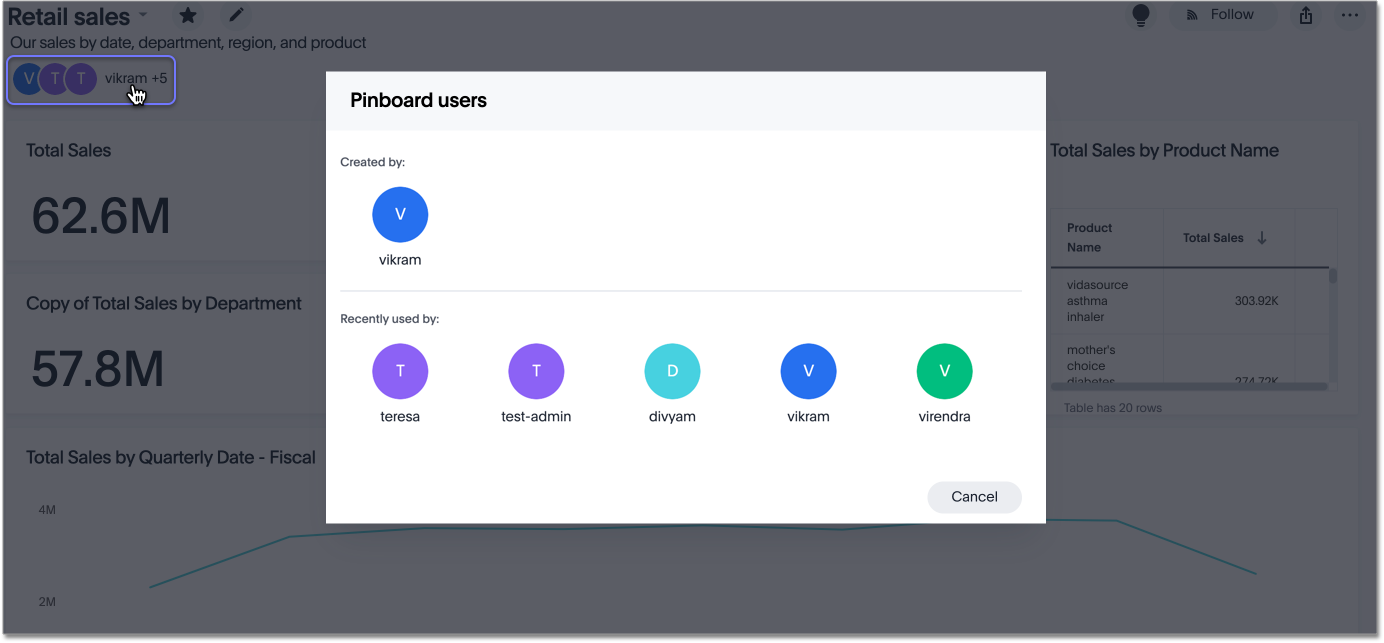 Retail sales
Follow
Our sales by date, department, region, and product
V T T vikram +5
Pinboard users
Created by:
V
vikram
Recently used by:
T T D V V
teresa test-admin divyam vikram virendra
Cancel
Total Sales
62.6M
Total Sales by Product Name
Product Name Total Sales
vidasource
asthma
inhaler
303.92K
mother's
choice
diabetes
274.72K
Table has 20 rows
Copy of Total Sales by Department
57.8M
Total Sales by Quarterly Date - Fiscal
4M
2M